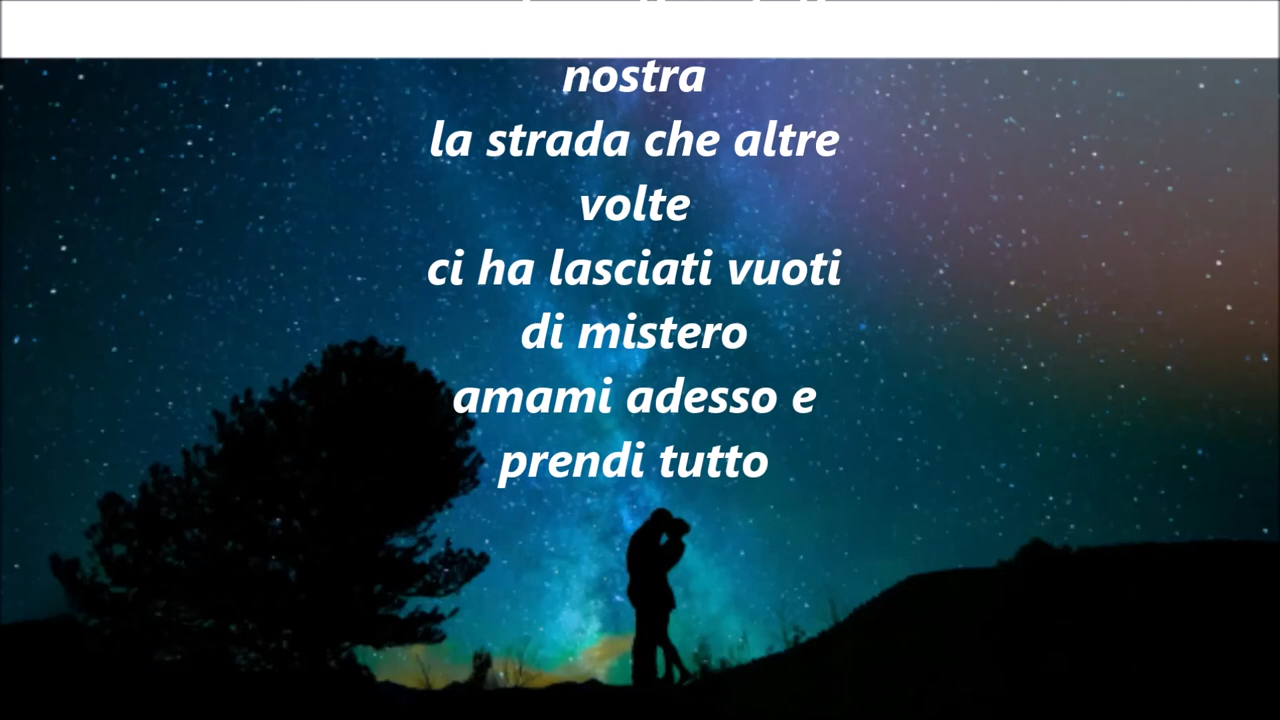 nostra
la strada che altre
volte
ci ha lasciati vuoti
di mistero
amami adesso e
prendi tutto